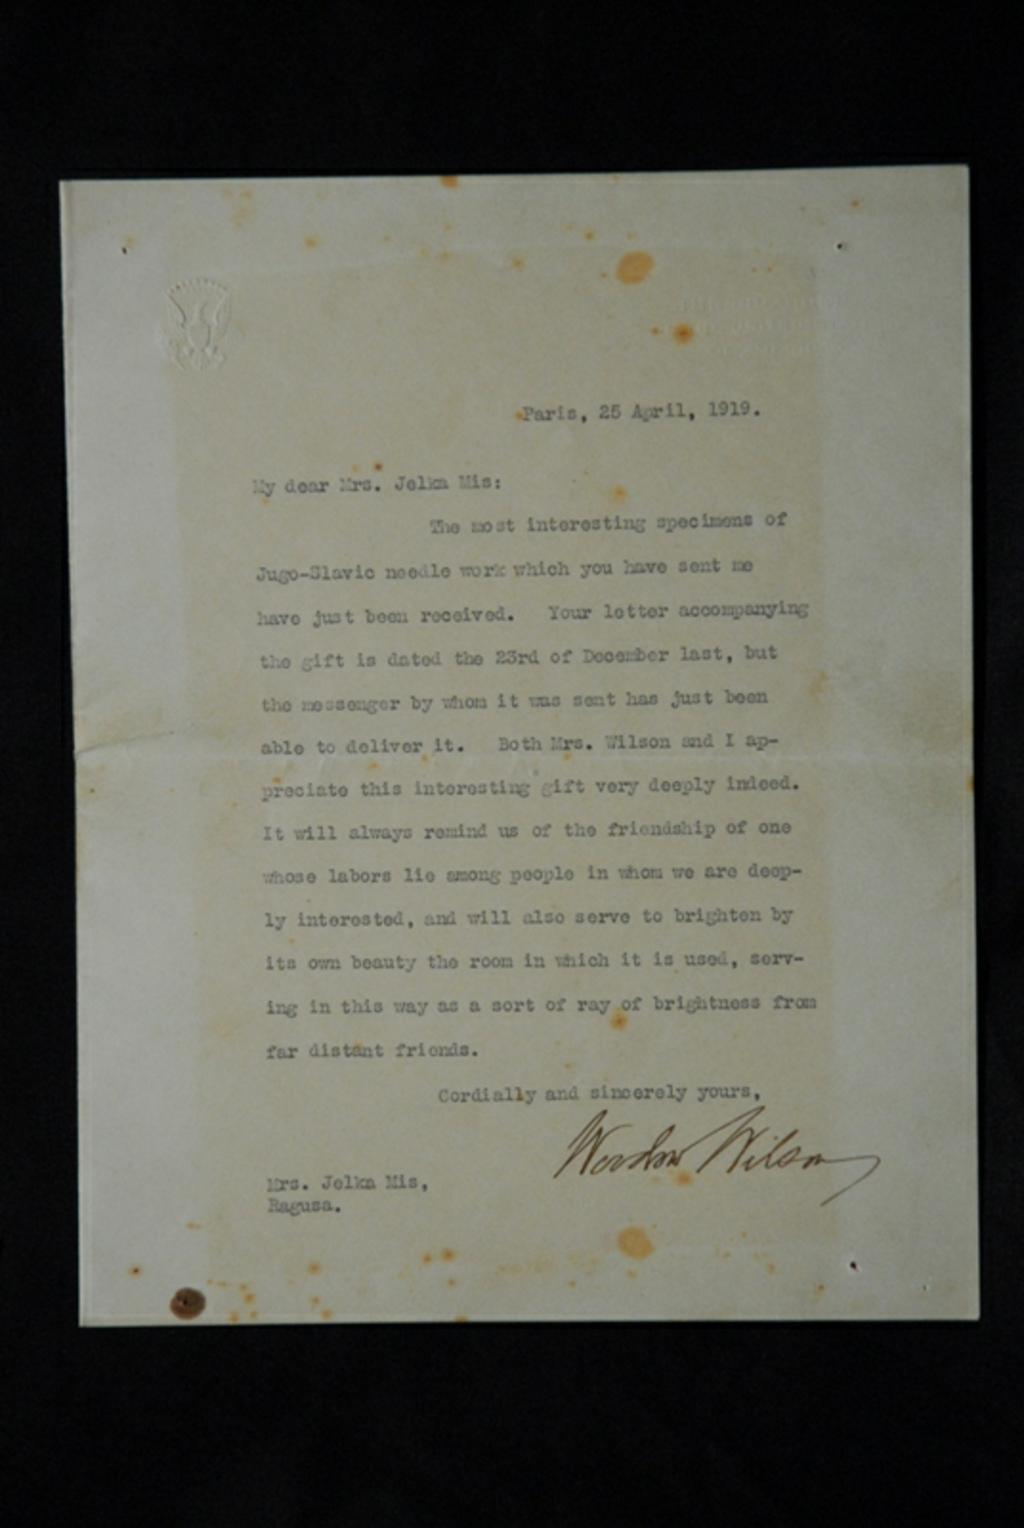 Paris, 25 April, 1919.
My dear Mrs. Jelka Mis:
The most interesting specimens of
Jugo-Slavic needle work which you have sent me
have just been received. Your letter accompanying
the gift is dated the 23rd of December last, but
the messenger by whom it was sent has just been
able to deliver it. Both Mrs. Wilson and I ap-
preciate this interesting gift very deeply indeed.
It will always remind us of the friendship of one
whose labors lie among people in whom we are deep-
ly interested, and will also serve to brighten by
its own beauty the room in which it is used, serv-
ing in this way as a sort of ray of brightness from
far distant friends.
Cordially and sincerely yours,
Woodrow Wilson
Mrs. Jelka Mis,
Ragusa.